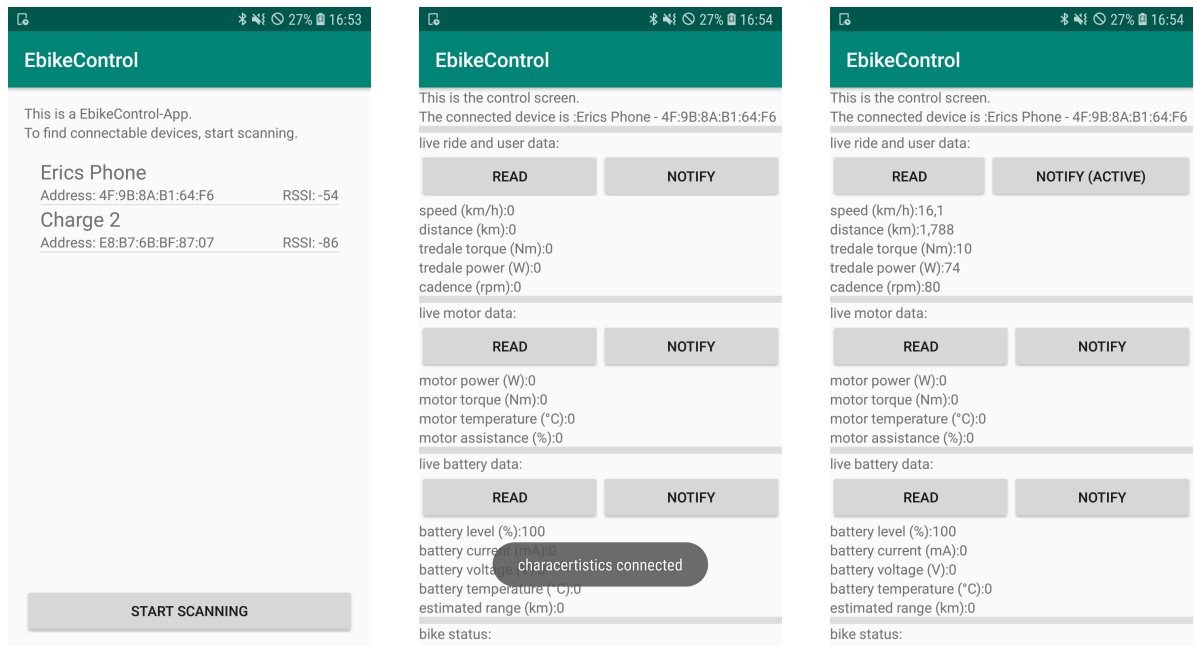 27% 16:53
EbikeControl
This is a EbikeControl-App.
To find connectable devices, start scanning.
Erics Phone
Address: 4F:9B:8A:B1:64:F6 RSSI: -54
Charge 2
Address: E8:B7:6B:BF:87:07 RSSI: -86
START SCANNING
27% 16:54
EbikeControl
This is the control screen.
The connected device is :Erics Phone - 4F:9B:8A:B1:64:F6
live ride and user data:
READ NOTIFY
speed (km/h):0
distance (km):0
tredale torque (Nm):0
tredale power (W):0
cadence (rpm):0
live motor data:
READ NOTIFY
motor power (W):0
motor torque (Nm):0
motor temperature (°C):0
motor assistance (%):0
live battery data:
READ NOTIFY
battery level (%):100
battery current (mA):0
battery voltage (V):0
characertistics connected
battery temperature (°C):0
estimated range (km):0
bike status:
27% 16:54
EbikeControl
This is the control screen.
The connected device is :Erics Phone - 4F:9B:8A:B1:64:F6
live ride and user data:
READ NOTIFY (ACTIVE)
speed (km/h):16,1
distance (km):1,788
tredale torque (Nm):10
tredale power (W):74
cadence (rpm):80
live motor data:
READ NOTIFY
motor power (W):0
motor torque (Nm):0
motor temperature (°C):0
motor assistance (%):0
live battery data:
READ NOTIFY
battery level (%):100
battery current (mA):0
battery voltage (V):0
battery temperature (°C):0
estimated range (km):0
bike status: